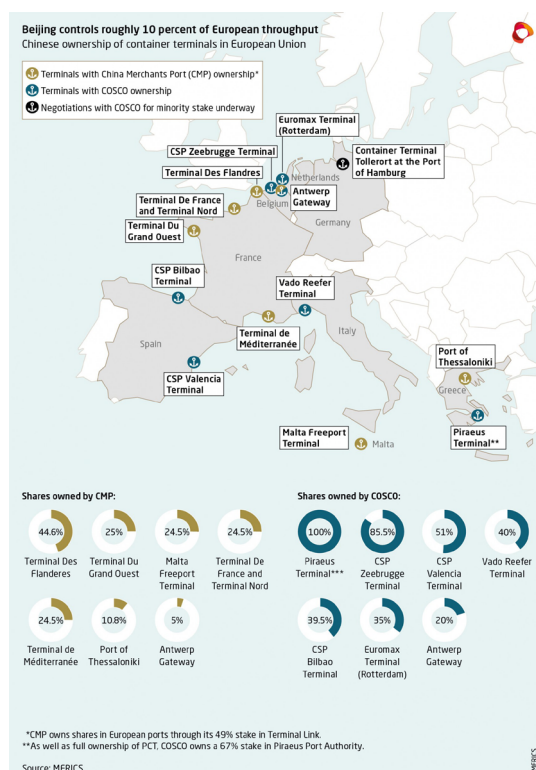 Beijing controls roughly 10 percent of European throughput
Chinese ownership of container terminals in European Union
Terminals with China Merchants Port (CMP) ownership*
Terminals with COSCO ownership
Negotiations with COSCO for minority stake underway
Euromax Terminal
(Rotterdam)
CSP Zeebrugge Terminal
Container Terminal
Tollerort at the Port
of Hamburg
Terminal Des Flandres
Netherlands
Antwerp
Gateway
Belgium
Terminal De France
and Terminal Nord
Germany
Terminal Du
Grand Ouest
France
CSP Bilbao
Terminal
Vado Reefer
Terminal
Terminal de
Méditerranée
Italy
Spain
CSP Valencia
Terminal
Port of
Thessaloniki
Greece
Malta Freeport
Terminal
Malta
Piraeus
Terminal**
Shares owned by CMP:
44.6%
25%
24.5%
24.5%
Terminal Des
Flanderes
Terminal Du
Grand Ouest
Malta
Freeport
Terminal
Terminal De
France and
Terminal Nord
24.5%
10.8%
5%
Terminal de
Méditerranée
Port of
Thessaloniki
Antwerp
Gateway
Shares owned by COSCO:
100%
85.5%
51%
40%
Piraeus
Terminal***
CSP
Zeebrugge
Terminal
CSP
Valencia
Terminal
Vado Reefer
Terminal
39.5%
35%
20%
CSP
Bilbao
Terminal
Euromax
Terminal
(Rotterdam)
Antwerp
Gateway
*CMP owns shares in European ports through its 49% stake in Terminal Link.
**As well as full ownership of PCT, COSCO owns a 67% stake in Piraeus Port Authority.
Source: MERICS